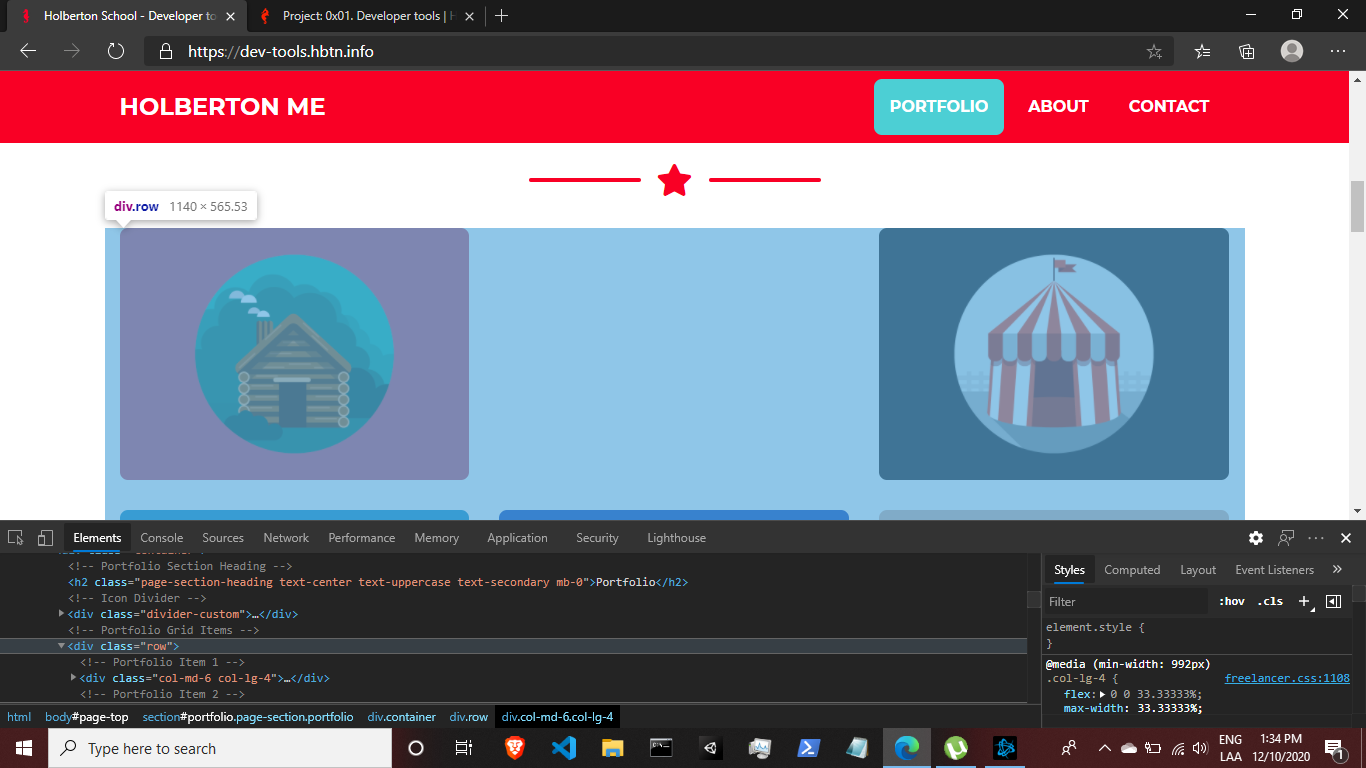 Holberton School - Developer to
Project: 0x01. Developer tools | H
https://dev-tools.hbtn.info
HOLBERTON ME
PORTFOLIO
ABOUT
CONTACT
div.row 1140 × 565.53
Elements
Console
Sources
Network
Performance
Memory
Application
Security
Lighthouse
<!-- Portfolio Section Heading -->
<h2 class="page-section-heading text-center text-uppercase text-secondary mb-0">Portfolio</h2>
<!-- Icon Divider -->
<div class="divider-custom">…</div>
<!-- Portfolio Grid Items -->
<div class="row">
<!-- Portfolio Item 1 -->
<div class="col-md-6 col-lg-4">…</div>
<!-- Portfolio Item 2 -->
html body#page-top section#portfolio.page-section.portfolio div.container div.row div.col-md-6.col-lg-4
Styles
Computed
Layout
Event Listeners
Filter
:hov .cls
element.style {
}
@media (min-width: 992px)
.col-lg-4 { freelancer.css:1108
flex: 0 0 33.33333%;
max-width: 33.33333%;
Type here to search
ENG
LAA
1:34 PM
12/10/2020
1